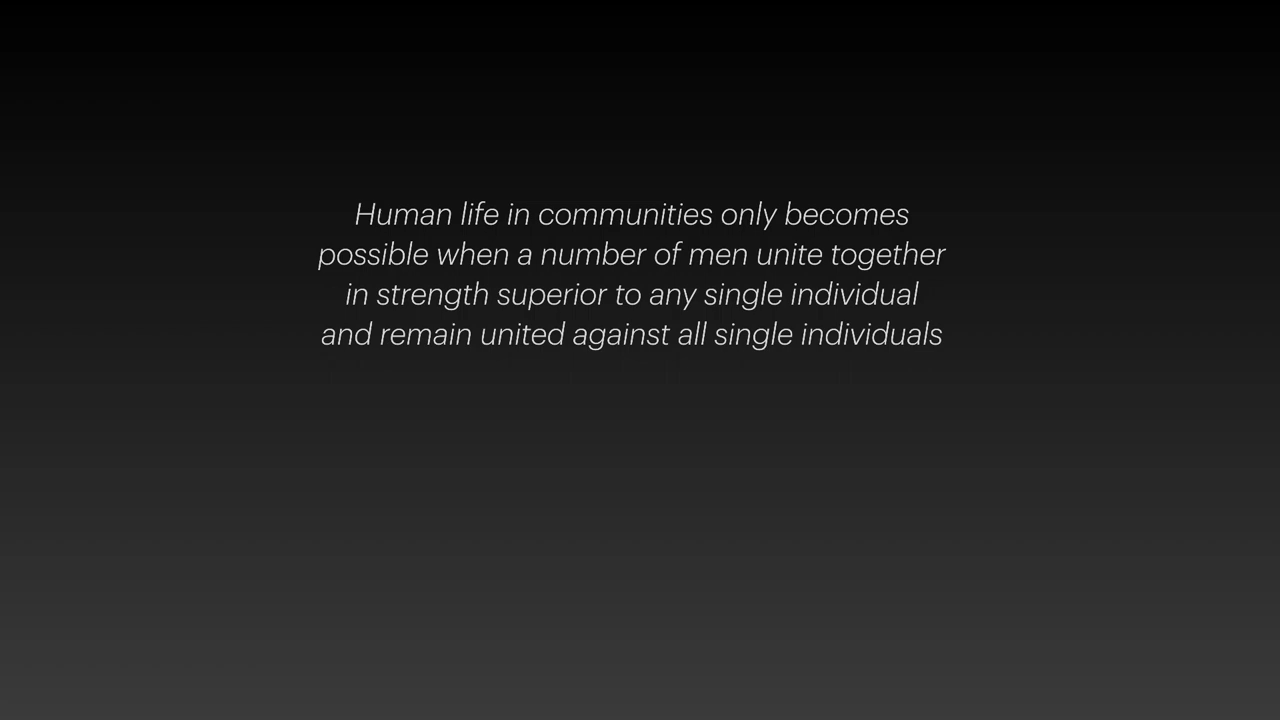 Human life in communities only becomes
possible when a number of men unite together
in strength superior to any single individual
and remain united against all single individuals